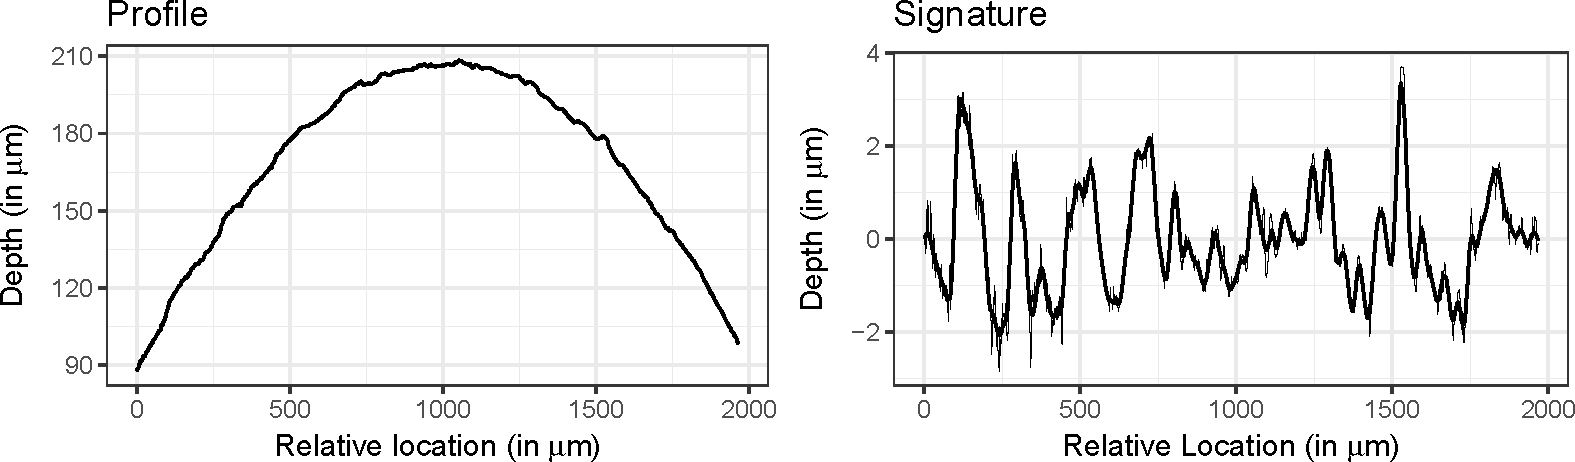 Profile
Depth (in μm)
210
180
150
120
90
0 500 1000 1500 2000
Relative location (in μm)
Signature
Depth (in μm)
4
2
0
−2
0 500 1000 1500 2000
Relative Location (in μm)